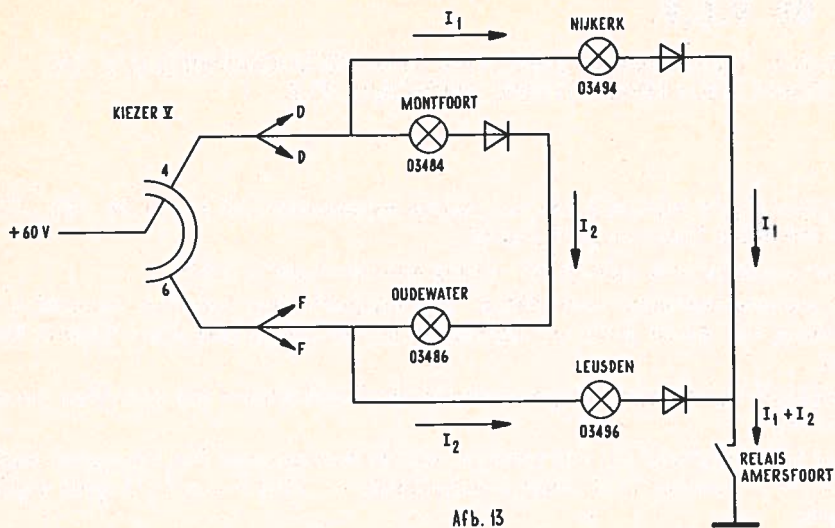 I₁
NIJKERK
03494
KIEZER V
D
D
MONTFOORT
03484
4
+60 V
I₂
I₁
6
F
F
OUDEWATER
03486
LEUSDEN
03496
I₂
I₁ + I₂
RELAIS
AMERSFOORT
Afb. 13